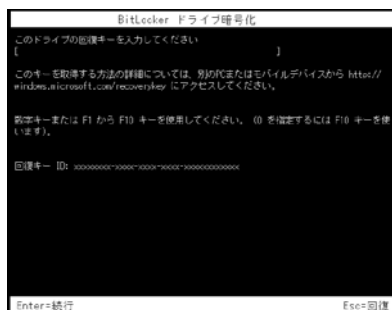 BitLocker ドライブ暗号化
このドライブの回復キーを入力してください
[ ]
このキーを取得する方法の詳細については、別のPCまたはモバイルデバイスから http://
windows.microsoft.com/recoverykey にアクセスしてください。
数字キーまたは F1 から F10 キーを使用してください。 (0 を指定するには F10 キーを使
います)。
回復キー ID: xxxxxxxx-xxxx-xxxx-xxxx-xxxxxxxxxxxx
Enter=続行
Esc=回復